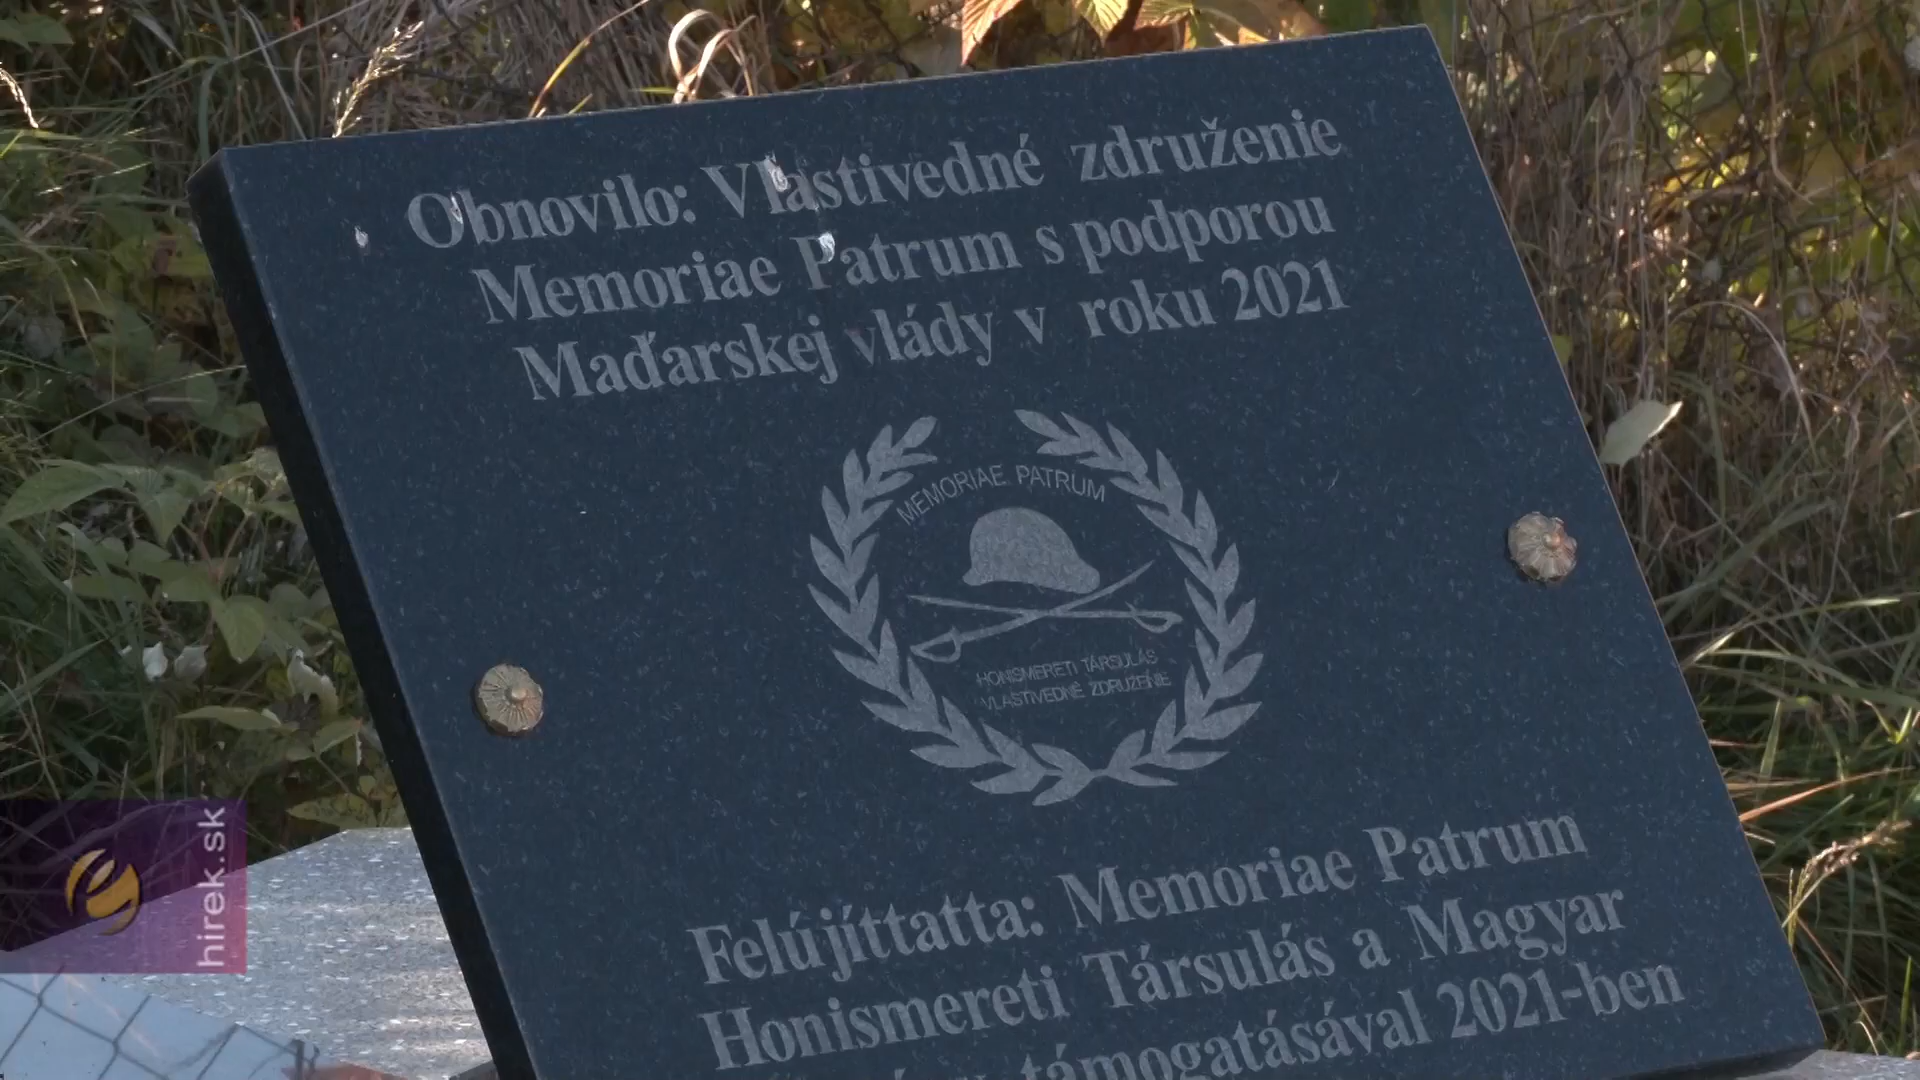 Obnovilo: Vlastivedné združenie
Memoriae Patrum s podporou
Maďarskej vlády v roku 2021
MEMORIAE PATRUM
HONISMERETI TÁRSULÁS
VLASTIVEDNÉ ZDRUŽENIE
Felújíttatta: Memoriae Patrum
Honismereti Társulás a Magyar
támogatásával 2021-ben
hirek.sk